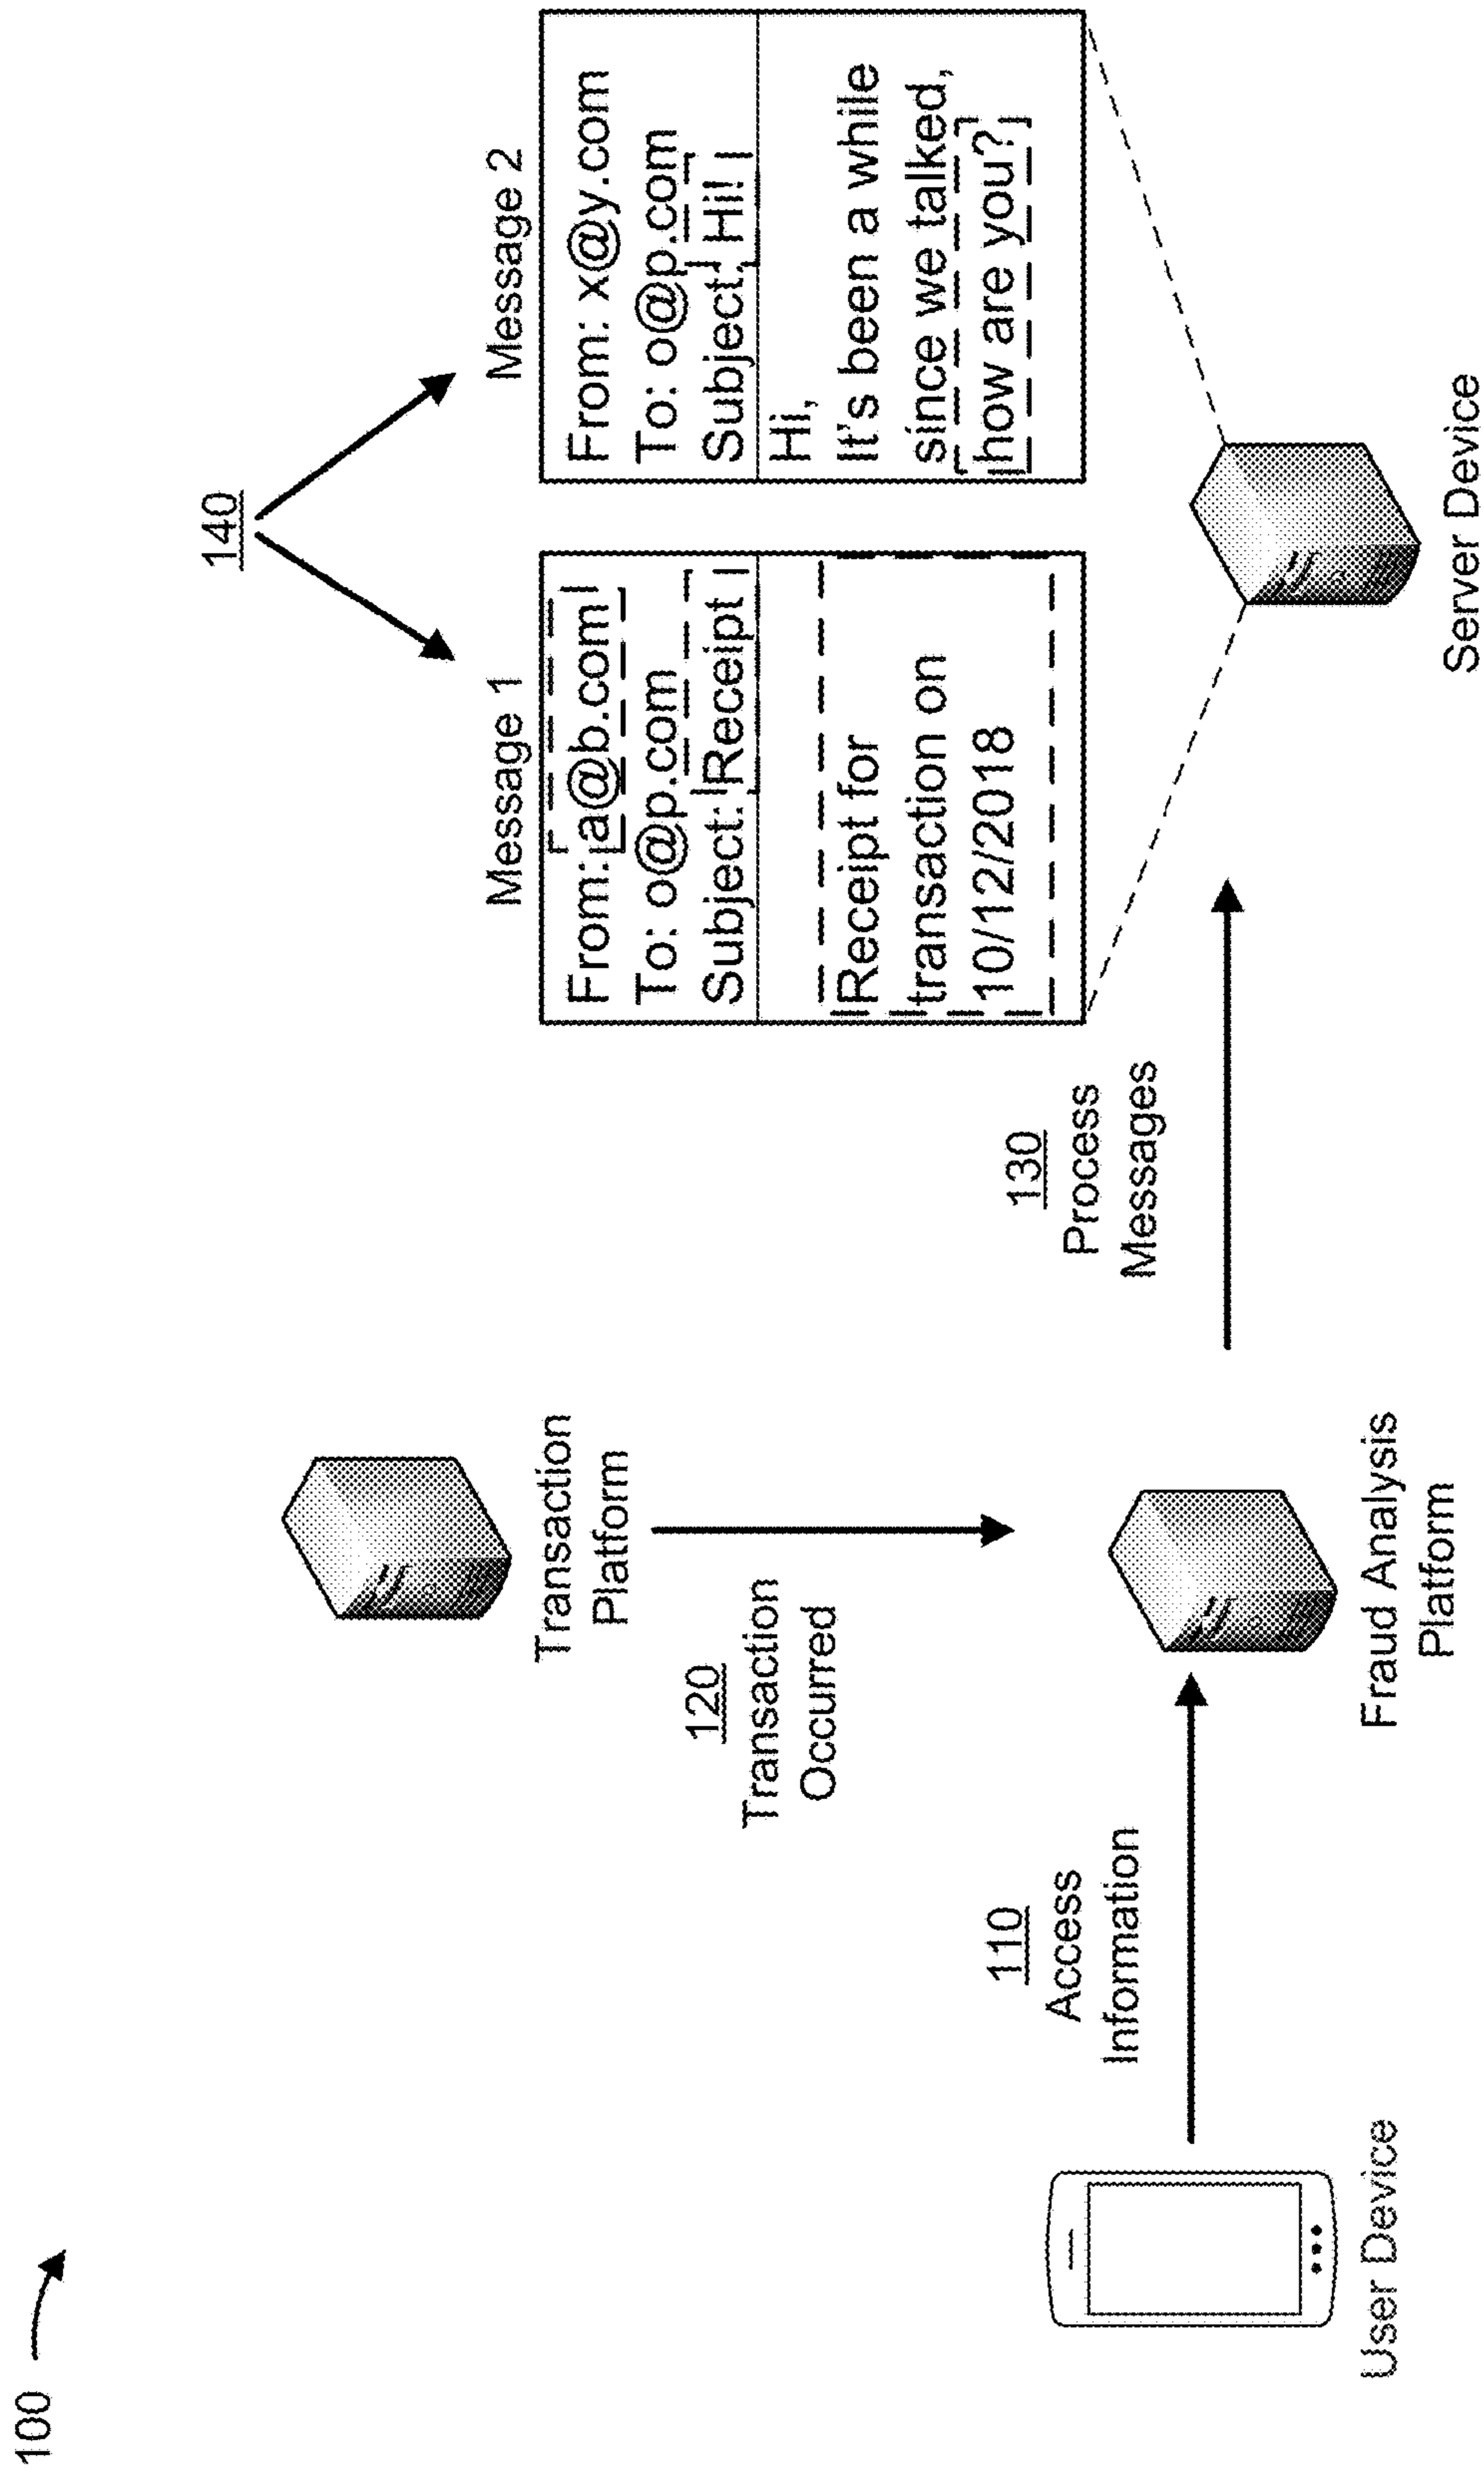 100
140
Message 1
From: a@b.com
To: o@p.com
Subject: Receipt
Receipt for
transaction on
10/12/2018
Message 2
From: x@y.com
To: o@p.com
Subject: Hi!
Hi,
It's been a while
since we talked,
how are you?
Transaction
Platform
120
Transaction
Occurred
110
Access
Information
130
Process
Messages
User Device
Fraud Analysis
Platform
Server Device